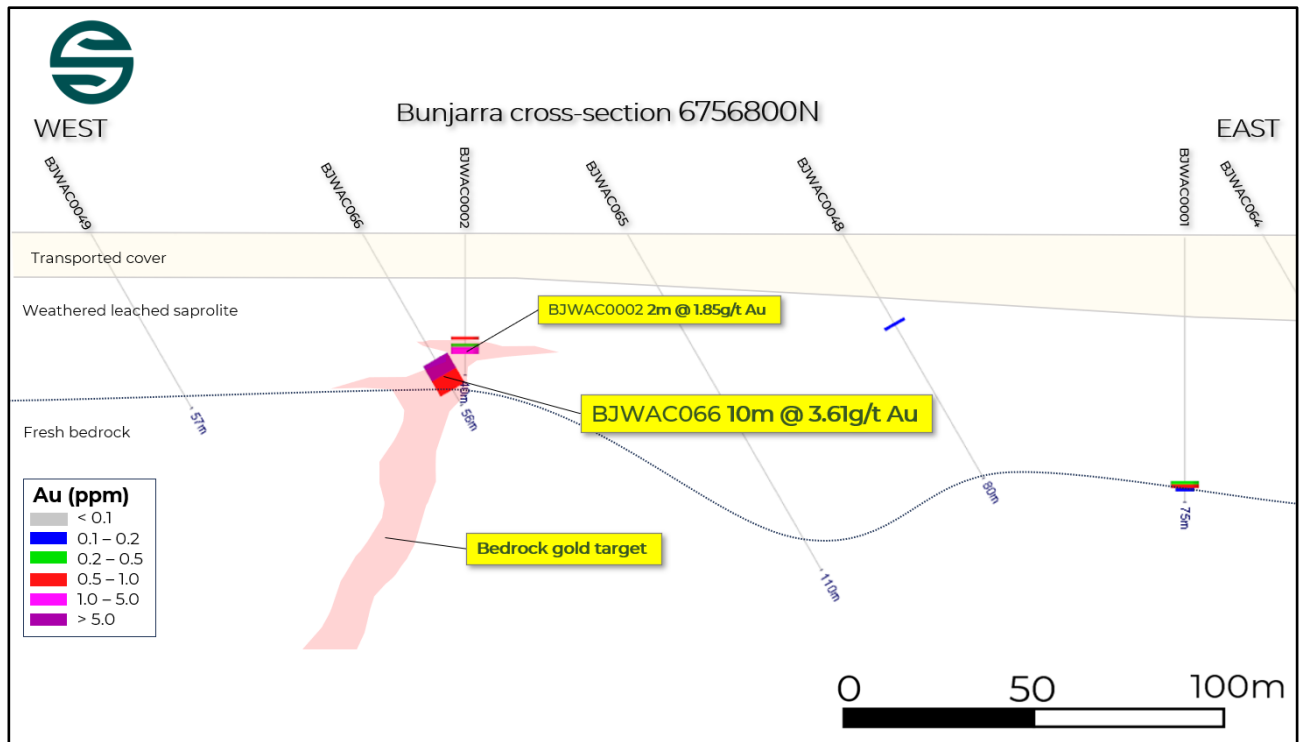 Bunjarra cross-section 6756800N
WEST
EAST
BJWAC0049
BJWAC066
BJWAC0002
BJWAC065
BJWAC0048
BJWAC0001
BJWAC064
Transported cover
Weathered leached saprolite
BJWAC0002 2m @ 1.85g/t Au
BJWAC066 10m @ 3.61g/t Au
40m
56m
57m
Fresh bedrock
80m
75m
110m
Bedrock gold target
Au (ppm)
< 0.1
0.1 – 0.2
0.2 – 0.5
0.5 – 1.0
1.0 – 5.0
> 5.0
0 50 100m